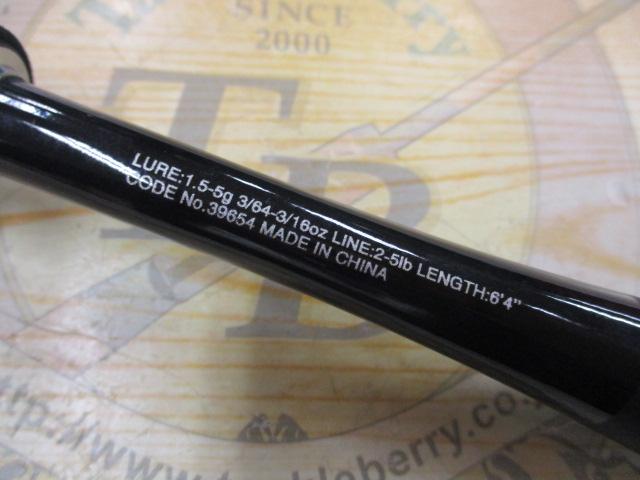 SINCE
2000
TB
LURE:1.5-5g 3/64-3/16oz LINE:2-5lb LENGTH:6'4"
CODE No.39654 MADE IN CHINA